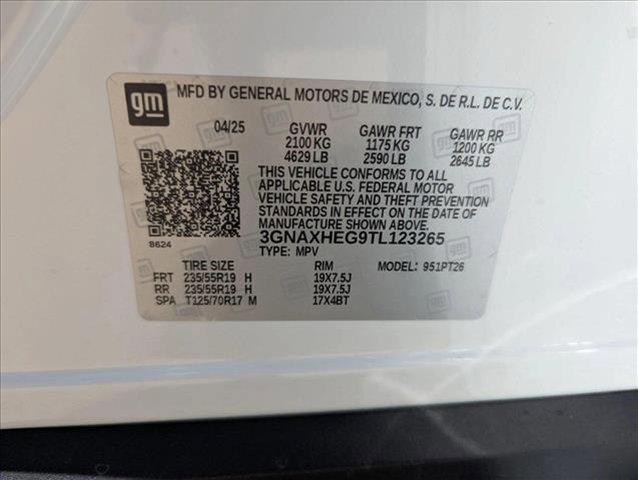 gm MFD BY GENERAL MOTORS DE MEXICO, S. DE R.L. DE C.V.
04/25 GVWR GAWR FRT GAWR RR
2100 KG 1175 KG 1200 KG
4629 LB 2590 LB 2645 LB
THIS VEHICLE CONFORMS TO ALL
APPLICABLE U.S. FEDERAL MOTOR
VEHICLE SAFETY AND THEFT PREVENTION
STANDARDS IN EFFECT ON THE DATE OF
MANUFACTURE SHOWN ABOVE.
8624 3GNAXHEG9TL123265
TYPE: MPV MODEL: 951PT26
TIRE SIZE RIM
FRT 235/55R19 H 19X7.5J
RR 235/55R19 H 19X7.5J
SPA T125/70R17 M 17X4BT